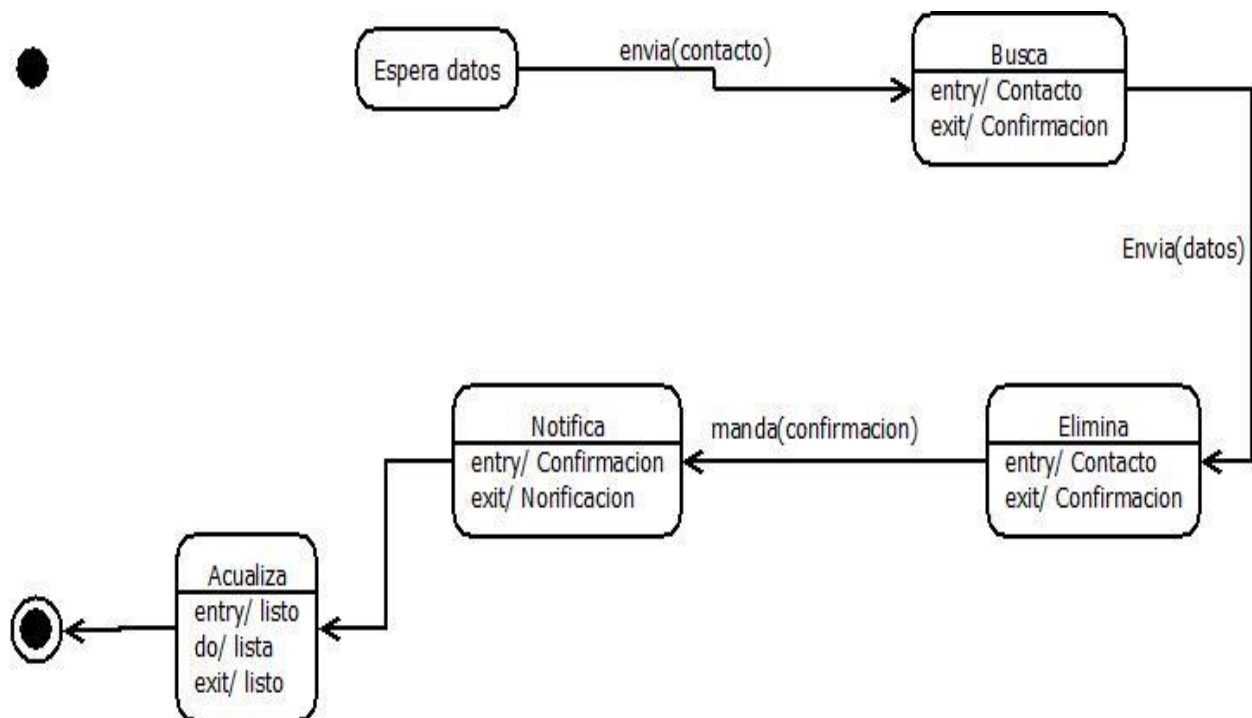 Espera datos
envia(contacto)
Busca
entry/ Contacto
exit/ Confirmacion
Envia(datos)
Elimina
entry/ Contacto
exit/ Confirmacion
manda(confirmacion)
Notifica
entry/ Confirmacion
exit/ Norificacion
Acualiza
entry/ listo
do/ lista
exit/ listo